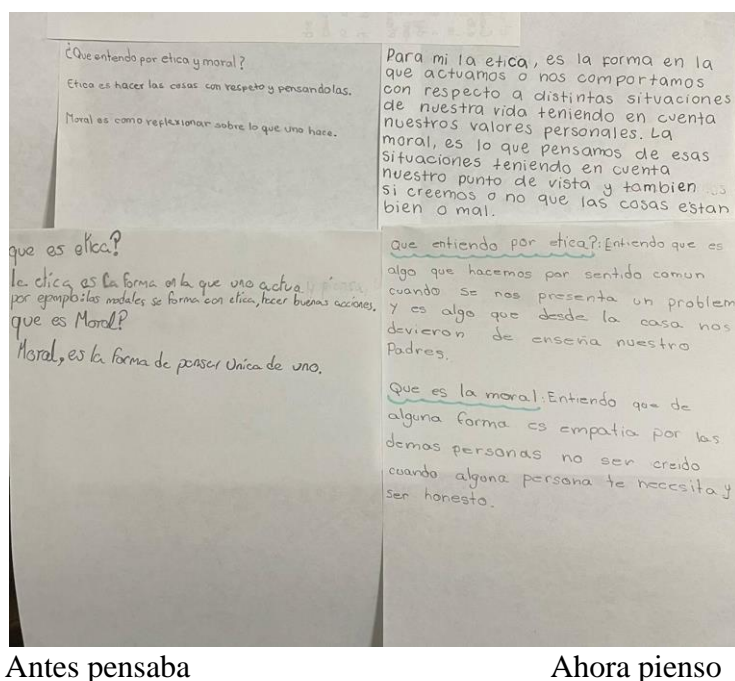 ¿Que entendo por etica y moral?
Etica es hacer las cosas con respeto y pensandolas.
Moral es como reflexionar sobre lo que uno hace.
Para mi la etica, es la forma en la
que actuamos o nos comportamos
con respecto a distintas situaciones
de nuestra vida teniendo en cuenta
nuestros valores personales. La
moral, es lo que pensamos de esas
situaciones teniendo en cuenta
nuestro punto de vista y tambien
si creemos o no que las cosas estan
bien o mal.
que es etica?
la etica es la forma en la que uno actua
por ejemplo: los modales se forma con etica, hacer buenas acciones.
que es Moral?
Moral, es la forma de pensar Unica de uno.
Que entiendo por etica?: Entiendo que es
algo que hacemos por sentido comun
cuando se nos presenta un problem
Y es algo que desde la casa nos
devieron de enseña nuestro
Padres.
Que es la moral: Entiendo que de
alguna forma es empatia por las
demas personas no ser creido
cuando alguna persona te necesita y
ser honesto.
Antes pensaba
Ahora pienso